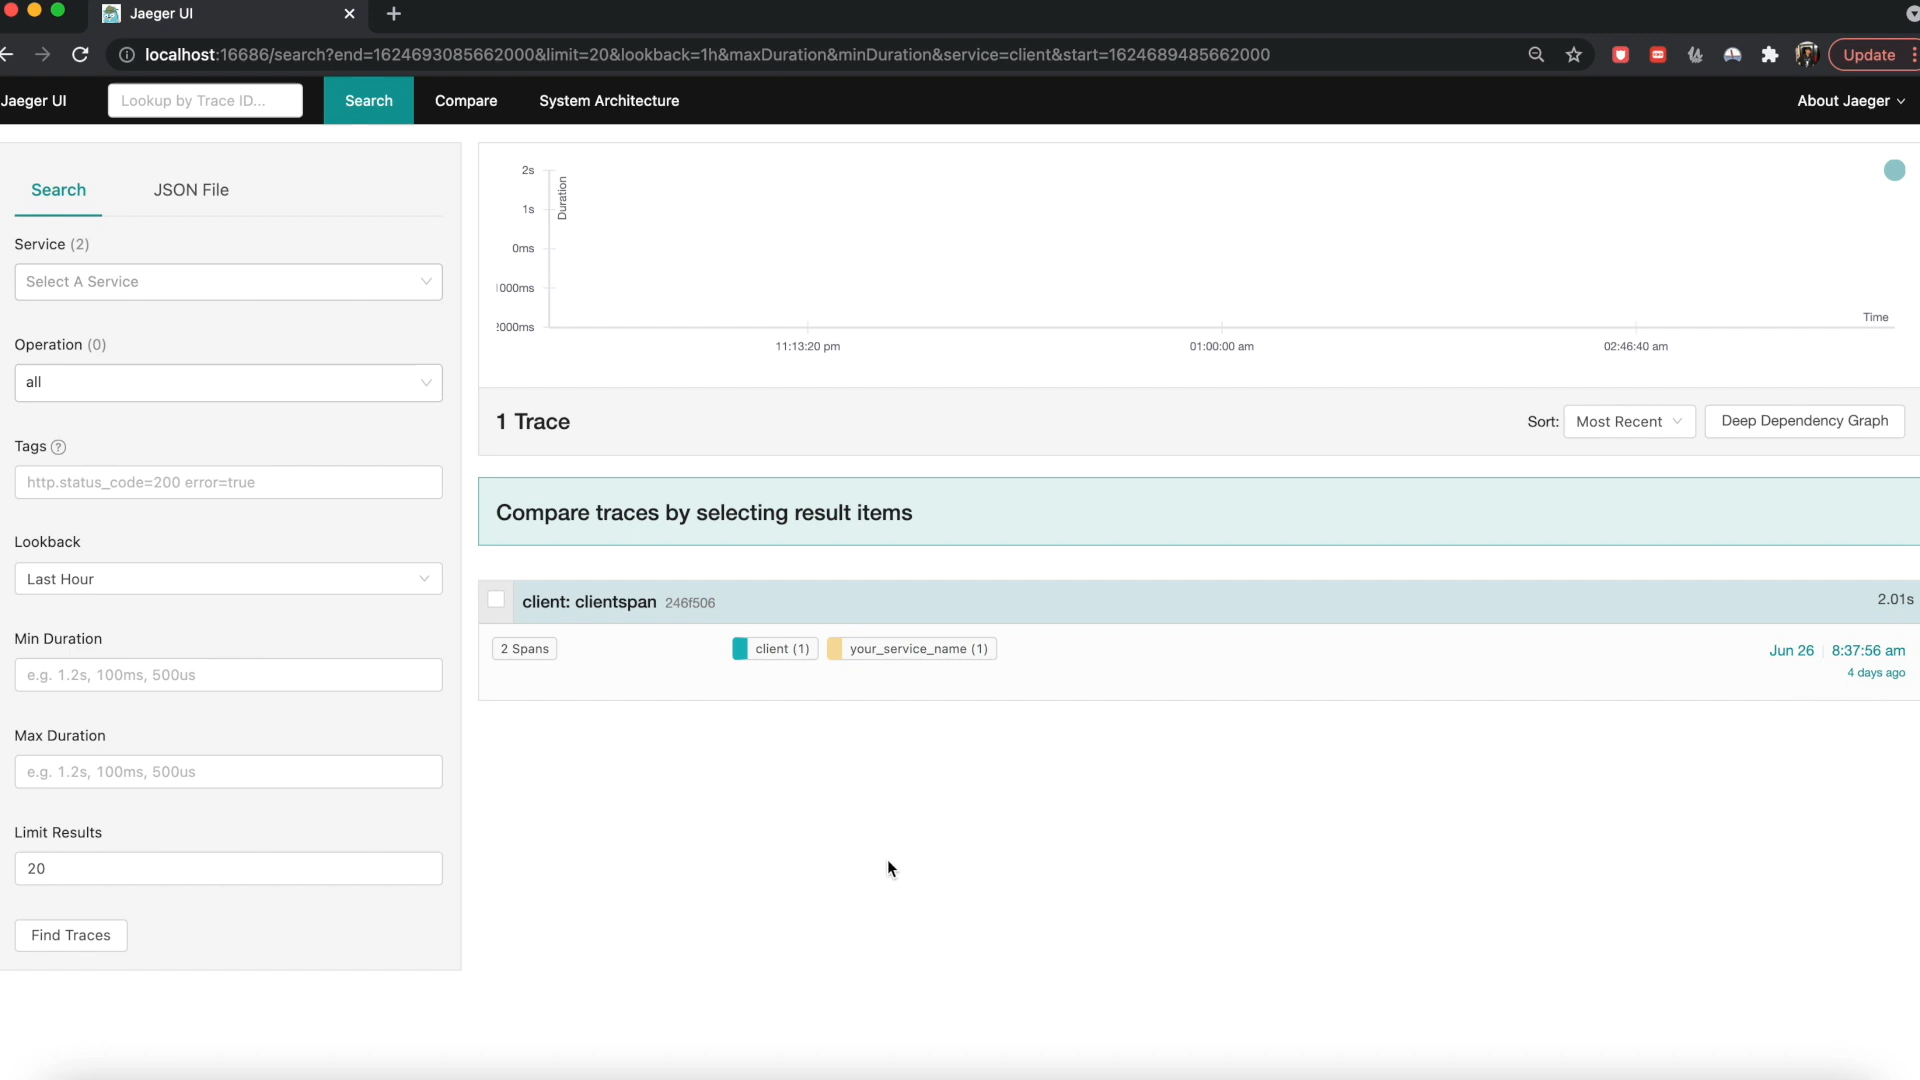 Jaeger UI
localhost:16686/search?end=1624693085662000&limit=20&lookback=1h&maxDuration&minDuration&service=client&start=1624689485662000
Update
Jaeger UI
Lookup by Trace ID...
Search
Compare
System Architecture
About Jaeger
Search
JSON File
Service (2)
Select A Service
Operation (0)
all
Tags ?
http.status_code=200 error=true
Lookback
Last Hour
Min Duration
e.g. 1.2s, 100ms, 500us
Max Duration
e.g. 1.2s, 100ms, 500us
Limit Results
20
Find Traces
2s
1s
0ms
1000ms
2000ms
Duration
Time
11:13:20 pm
01:00:00 am
02:46:40 am
1 Trace
Sort:
Most Recent
Deep Dependency Graph
Compare traces by selecting result items
client: clientspan 246f506
2.01s
2 Spans
client (1)
your_service_name (1)
Jun 26
8:37:56 am
4 days ago